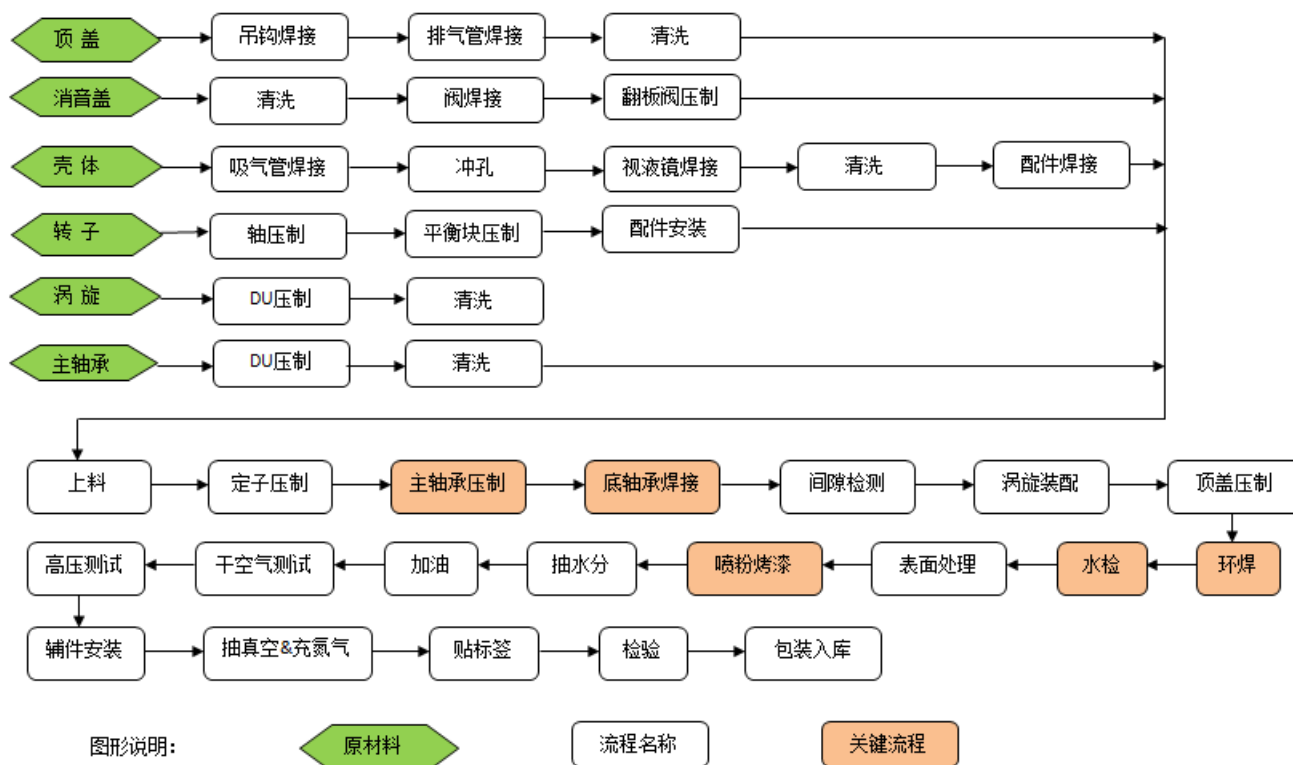 顶 盖 吊钩焊接 排气管焊接 清洗
消音盖 清洗 阀焊接 翻板阀压制
壳 体 吸气管焊接 冲孔 视液镜焊接 清洗 配件焊接
转 子 轴压制 平衡块压制 配件安装
涡 旋 DU压制 清洗
主轴承 DU压制 清洗
上料 定子压制 主轴承压制 底轴承焊接 间隙检测 涡旋装配 顶盖压制
高压测试 干空气测试 加油 抽水分 喷粉烤漆 表面处理 水检 环焊
辅件安装 抽真空&充氮气 贴标签 检验 包装入库
图形说明: 原材料 流程名称 关键流程